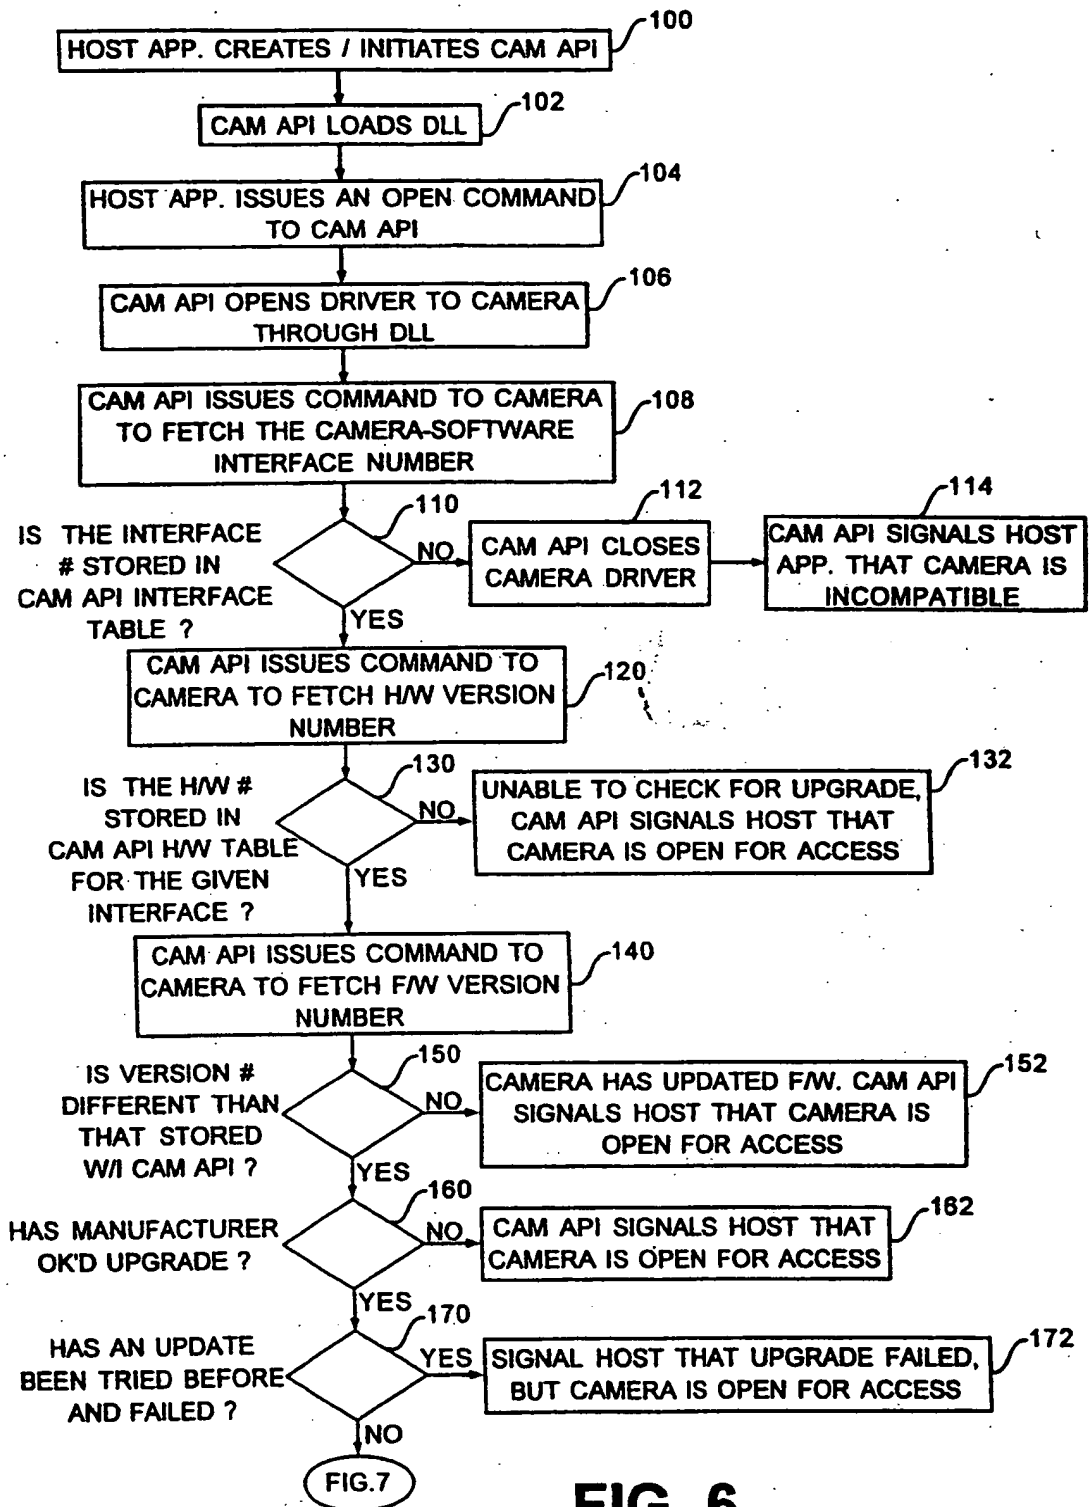 100
HOST APP. CREATES / INITIATES CAM API
102
CAM API LOADS DLL
104
HOST APP. ISSUES AN OPEN COMMAND
TO CAM API
106
CAM API OPENS DRIVER TO CAMERA
THROUGH DLL
108
CAM API ISSUES COMMAND TO CAMERA
TO FETCH THE CAMERA-SOFTWARE
INTERFACE NUMBER
110
IS THE INTERFACE
# STORED IN
CAM API INTERFACE
TABLE ?
NO
112
CAM API CLOSES
CAMERA DRIVER
114
CAM API SIGNALS HOST
APP. THAT CAMERA IS
INCOMPATIBLE
YES
120
CAM API ISSUES COMMAND TO
CAMERA TO FETCH H/W VERSION
NUMBER
130
IS THE H/W #
STORED IN
CAM API H/W TABLE
FOR THE GIVEN
INTERFACE ?
NO
132
UNABLE TO CHECK FOR UPGRADE,
CAM API SIGNALS HOST THAT
CAMERA IS OPEN FOR ACCESS
YES
140
CAM API ISSUES COMMAND TO
CAMERA TO FETCH F/W VERSION
NUMBER
150
IS VERSION #
DIFFERENT THAN
THAT STORED
W/I CAM API ?
NO
152
CAMERA HAS UPDATED F/W. CAM API
SIGNALS HOST THAT CAMERA IS
OPEN FOR ACCESS
YES
160
HAS MANUFACTURER
OK'D UPGRADE ?
NO
162
CAM API SIGNALS HOST THAT
CAMERA IS OPEN FOR ACCESS
YES
170
HAS AN UPDATE
BEEN TRIED BEFORE
AND FAILED ?
YES
172
SIGNAL HOST THAT UPGRADE FAILED,
BUT CAMERA IS OPEN FOR ACCESS
NO
FIG.7
FIG. 6